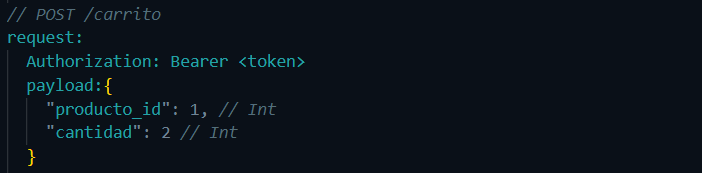 // POST /carrito
request:
Authorization: Bearer <token>
payload:{
"producto_id": 1, // Int
"cantidad": 2 // Int
}